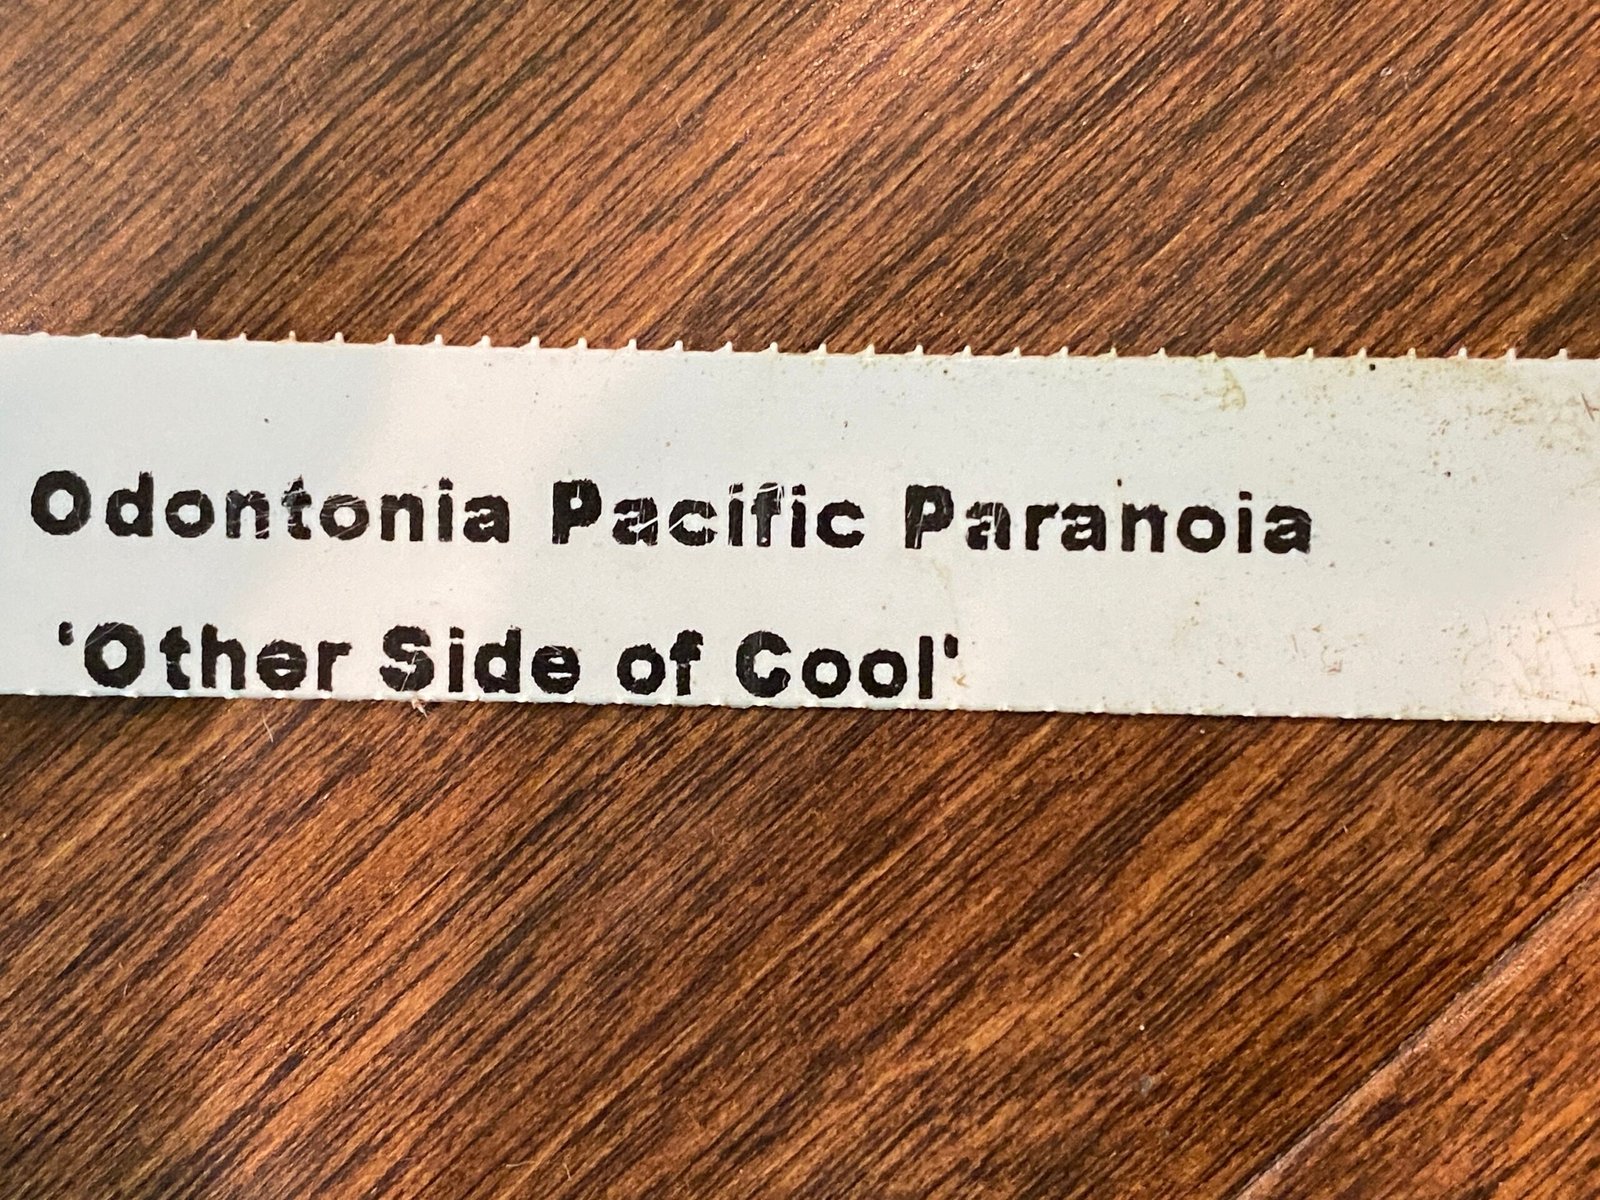 Odontonia Pacific Paranoia
‘Other Side of Cool'